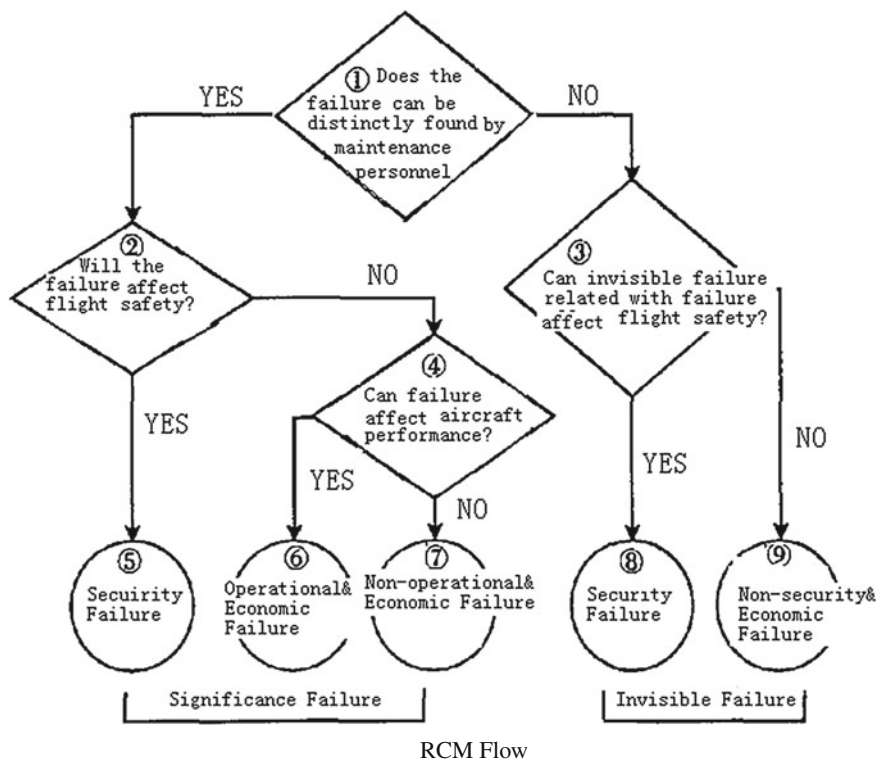 ① Does the
failure can be
distinctly found by
maintenance
personnel
YES
NO
②
Will the
failure affect
flight safety?
NO
③
Can invisible failure
related with failure
affect flight safety?
④
Can failure
affect aircraft
performance?
YES
YES
NO
YES
NO
⑤
Secuirity
Failure
⑥
Operational&
Economic
Failure
⑦
Non-operational&
Economic Failure
⑧
Security
Failure
⑨
Non-security&
Economic
Failure
Significance Failure
Invisible Failure
RCM Flow